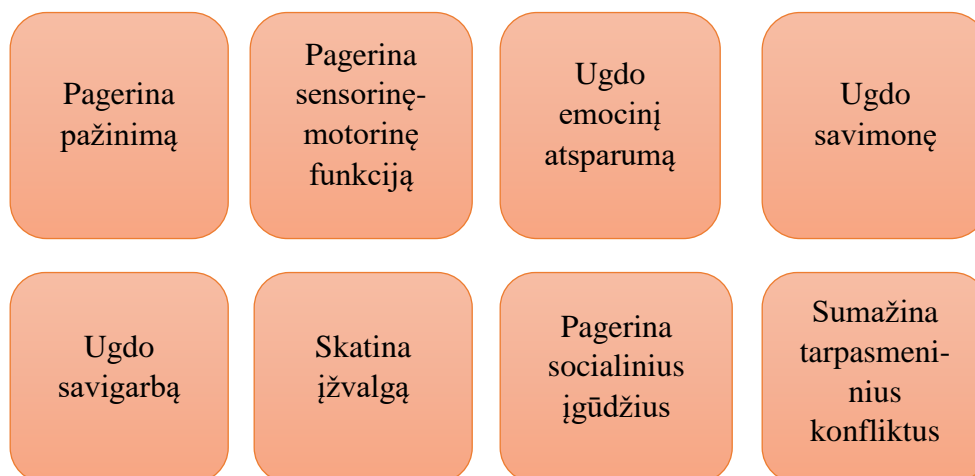 Pagerina
pažinimą
Pagerina
sensorinę-
motorinę
funkciją
Ugdo
emocinį
atsparumą
Ugdo
savimonę
Ugdo
savigarbą
Skatina
įžvalgą
Pagerina
socialinius
įgūdžius
Sumažina
tarpasmeni-
nius
konfliktus